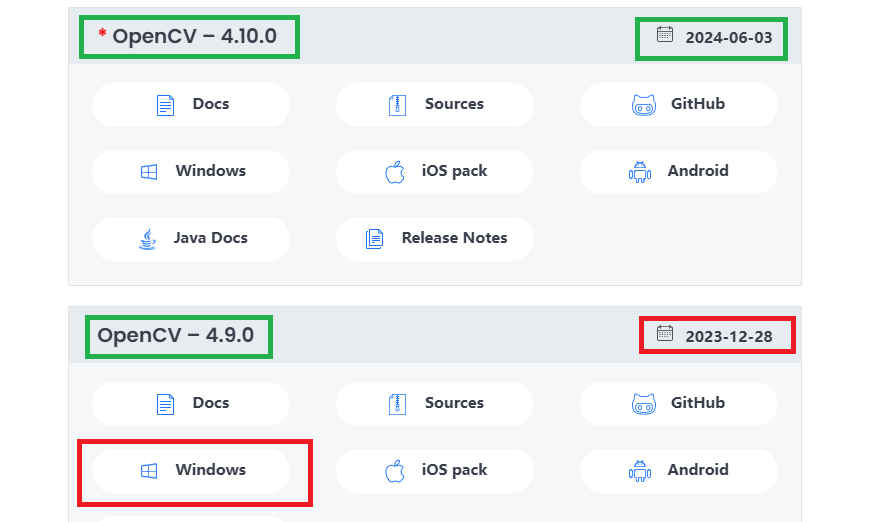 * OpenCV – 4.10.0
2024-06-03
Docs
Sources
GitHub
Windows
iOS pack
Android
Java Docs
Release Notes
OpenCV – 4.9.0
2023-12-28
Docs
Sources
GitHub
Windows
iOS pack
Android